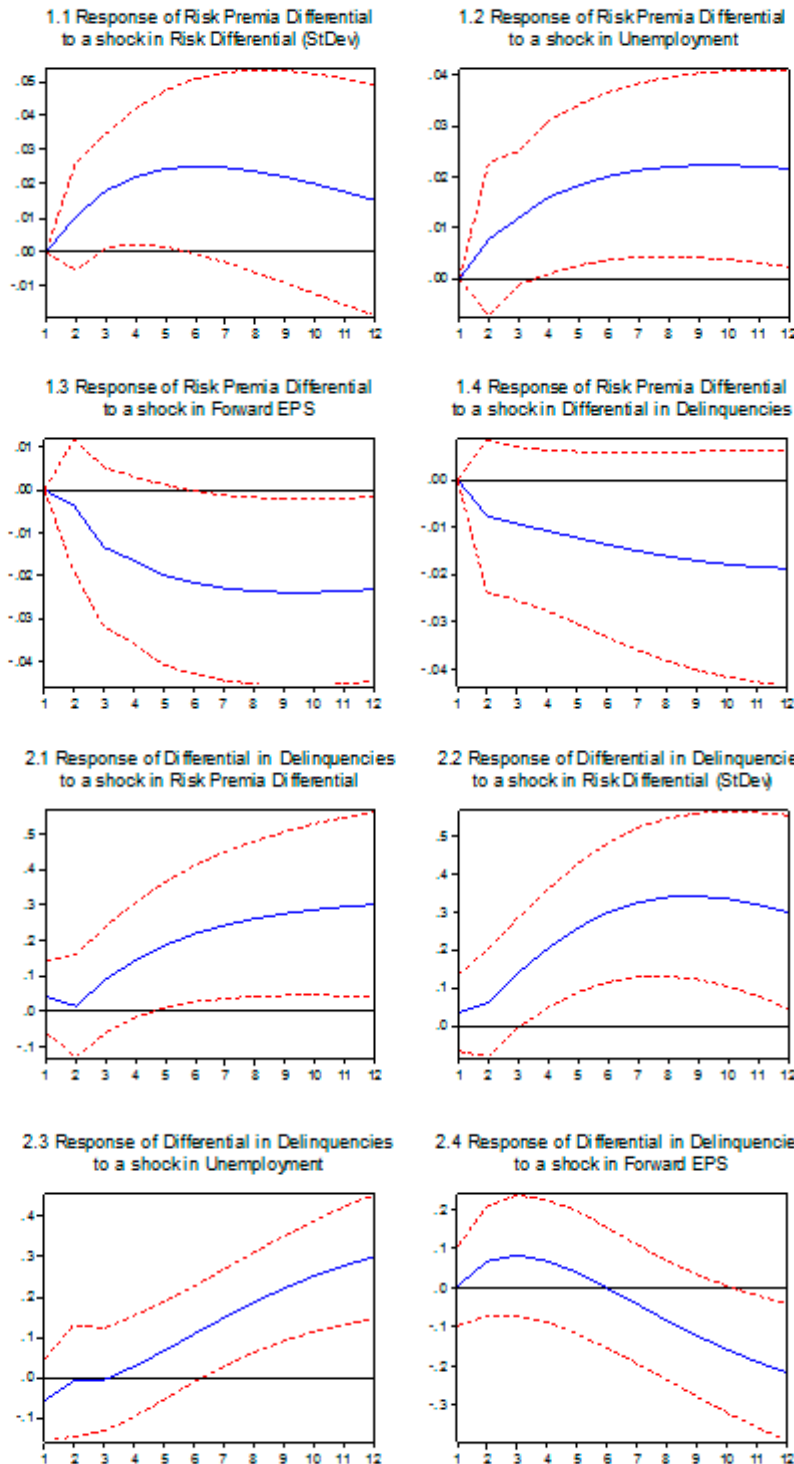 1.1 Response of Risk Premia Differential
to a shock in Risk Differential (StDev)
.05
.04
.03
.02
.01
.00
-.01
1 2 3 4 5 6 7 8 9 10 11 12
1.2 Response of Risk Premia Differential
to a shock in Unemployment
.04
.03
.02
.01
.00
1 2 3 4 5 6 7 8 9 10 11 12
1.3 Response of Risk Premia Differential
to a shock in Forward EPS
.01
.00
-.01
-.02
-.03
-.04
1 2 3 4 5 6 7 8 9 10 11 12
1.4 Response of Risk Premia Differential
to a shock in Differential in Delinquencies
.00
-.01
-.02
-.03
-.04
1 2 3 4 5 6 7 8 9 10 11 12
2.1 Response of Differential in Delinquencies
to a shock in Risk Premia Differential
.5
.4
.3
.2
.1
.0
-.1
1 2 3 4 5 6 7 8 9 10 11 12
2.2 Response of Differential in Delinquencie
to a shock in Risk Differential (StDev)
.5
.4
.3
.2
.1
.0
1 2 3 4 5 6 7 8 9 10 11 12
2.3 Response of Differential in Delinquencies
to a shock in Unemployment
.4
.3
.2
.1
.0
-.1
1 2 3 4 5 6 7 8 9 10 11 12
2.4 Response of Differential in Delinquencie
to a shock in Forward EPS
.2
.1
.0
-.1
-.2
-.3
1 2 3 4 5 6 7 8 9 10 11 12